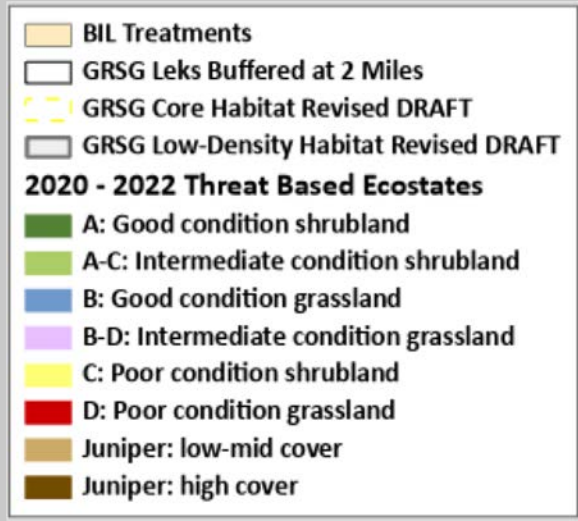 BIL Treatments
GRSG Leks Buffered at 2 Miles
GRSG Core Habitat Revised DRAFT
GRSG Low-Density Habitat Revised DRAFT
2020 - 2022 Threat Based Ecostates
A: Good condition shrubland
A-C: Intermediate condition shrubland
B: Good condition grassland
B-D: Intermediate condition grassland
C: Poor condition shrubland
D: Poor condition grassland
Juniper: low-mid cover
Juniper: high cover